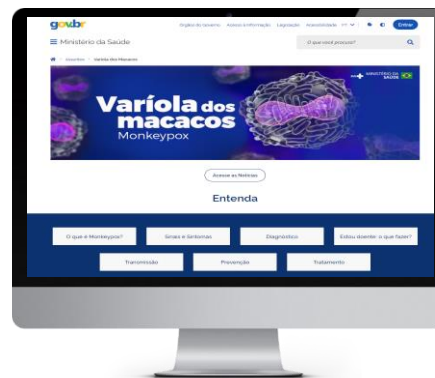 gov.br
Órgãos do Governo Acesso à Informação Legislação Acessibilidade Entrar
Ministério da Saúde
O que você procura?
Assuntos / Varíola dos Macacos
MINISTÉRIO DA SAÚDE
Varíola dos
macacos
Monkeypox
Acesse as Notícias
Entenda
O que é Monkeypox? Sinais e Sintomas Diagnóstico Estou doente, o que fazer?
Transmissão Prevenção Tratamento